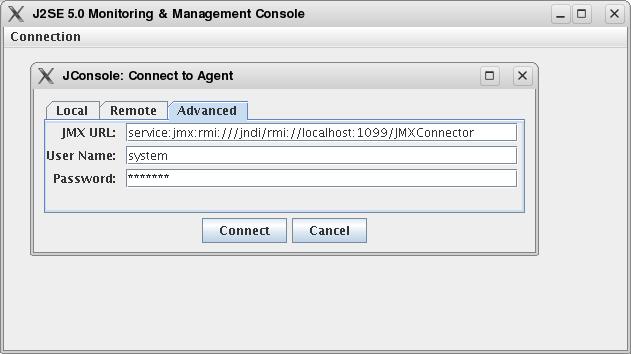 J2SE 5.0 Monitoring & Management Console
Connection
JConsole: Connect to Agent
Local Remote Advanced
JMX URL: service:jmx:rmi:///jndi/rmi://localhost:1099/JMXConnector
User Name: system
Password: *******
Connect Cancel